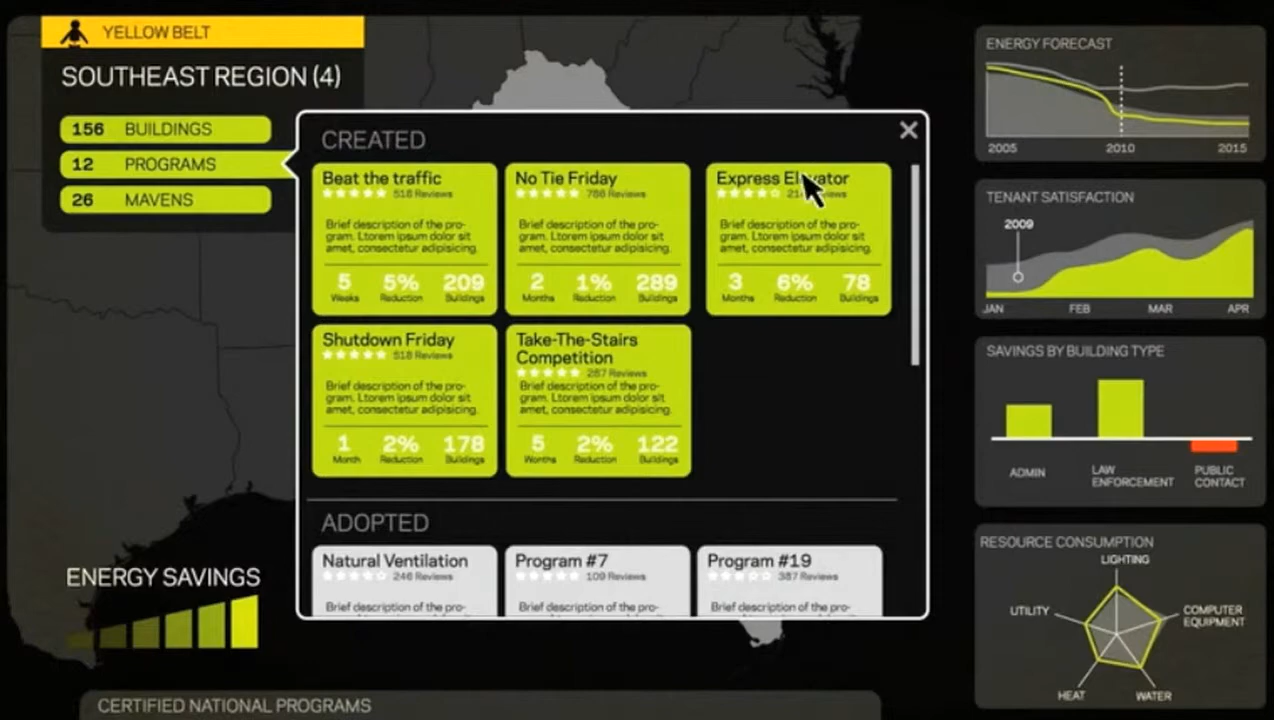 YELLOW BELT
SOUTHEAST REGION (4)
156 BUILDINGS
12 PROGRAMS
26 MAVENS
CREATED
Beat the traffic
518 Reviews
Brief description of the pro-
gram. Ltorem ipsum dolor sit
amet, consectetur adipisicing.
5 5% 209
Weeks Reduction Buildings
No Tie Friday
786 Reviews
Brief description of the pro-
gram. Ltorem ipsum dolor sit
amet, consectetur adipisicing.
2 1% 289
Months Reduction Buildings
Express Elevator
Brief description of the pro-
gram. Ltorem ipsum dolor sit
amet, consectetur adipisicing.
3 6% 78
Months Reduction Buildings
Shutdown Friday
518 Reviews
Brief description of the pro-
gram. Ltorem ipsum dolor sit
amet, consectetur adipisicing.
1 2% 178
Month Reduction Buildings
Take-The-Stairs
Competition
287 Reviews
Brief description of the pro-
gram. Ltorem ipsum dolor sit
amet, consectetur adipisicing.
5 2% 122
Reduction Buildings
ADOPTED
Natural Ventilation
246 Reviews
Brief description of the pro-
Program #7
109 Reviews
Brief description of the pro-
Program #19
387 Reviews
Brief description of the pro-
ENERGY SAVINGS
CERTIFIED NATIONAL PROGRAMS
ENERGY FORECAST
2005 2010 2015
TENANT SATISFACTION
2009
JAN FEB MAR APR
SAVINGS BY BUILDING TYPE
ADMIN
LAW
ENFORCEMENT
PUBLIC
CONTACT
RESOURCE CONSUMPTION
LIGHTING
UTILITY
COMPUTER
EQUIPMENT
HEAT
WATER